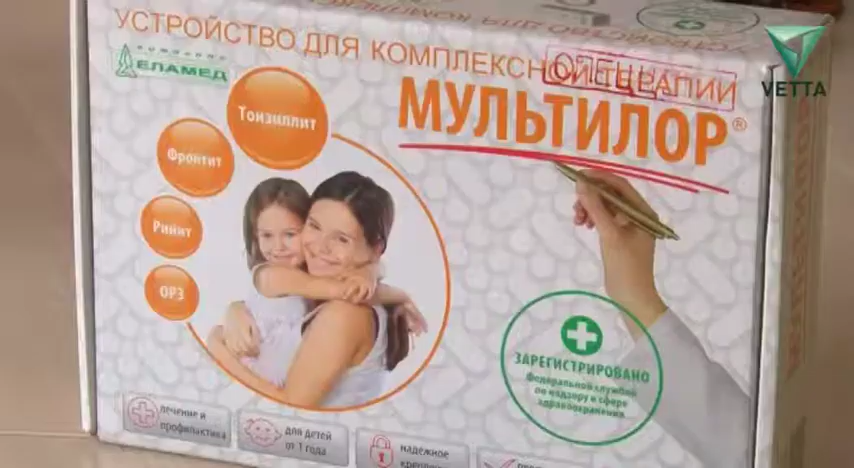 УСТРОЙСТВО ДЛЯ КОМПЛЕКСНОЙ ТЕРАПИИ
компания
ЕЛАМЕД
МУЛЬТИЛОР®
VETTA
Тонзиллит
Фронтит
Ринит
ОРЗ
ЗАРЕГИСТРИРОВАНО
Федеральной службой
по надзору в сфере
здравоохранения
лечение и
профилактика
для детей
от 1 года
надежное